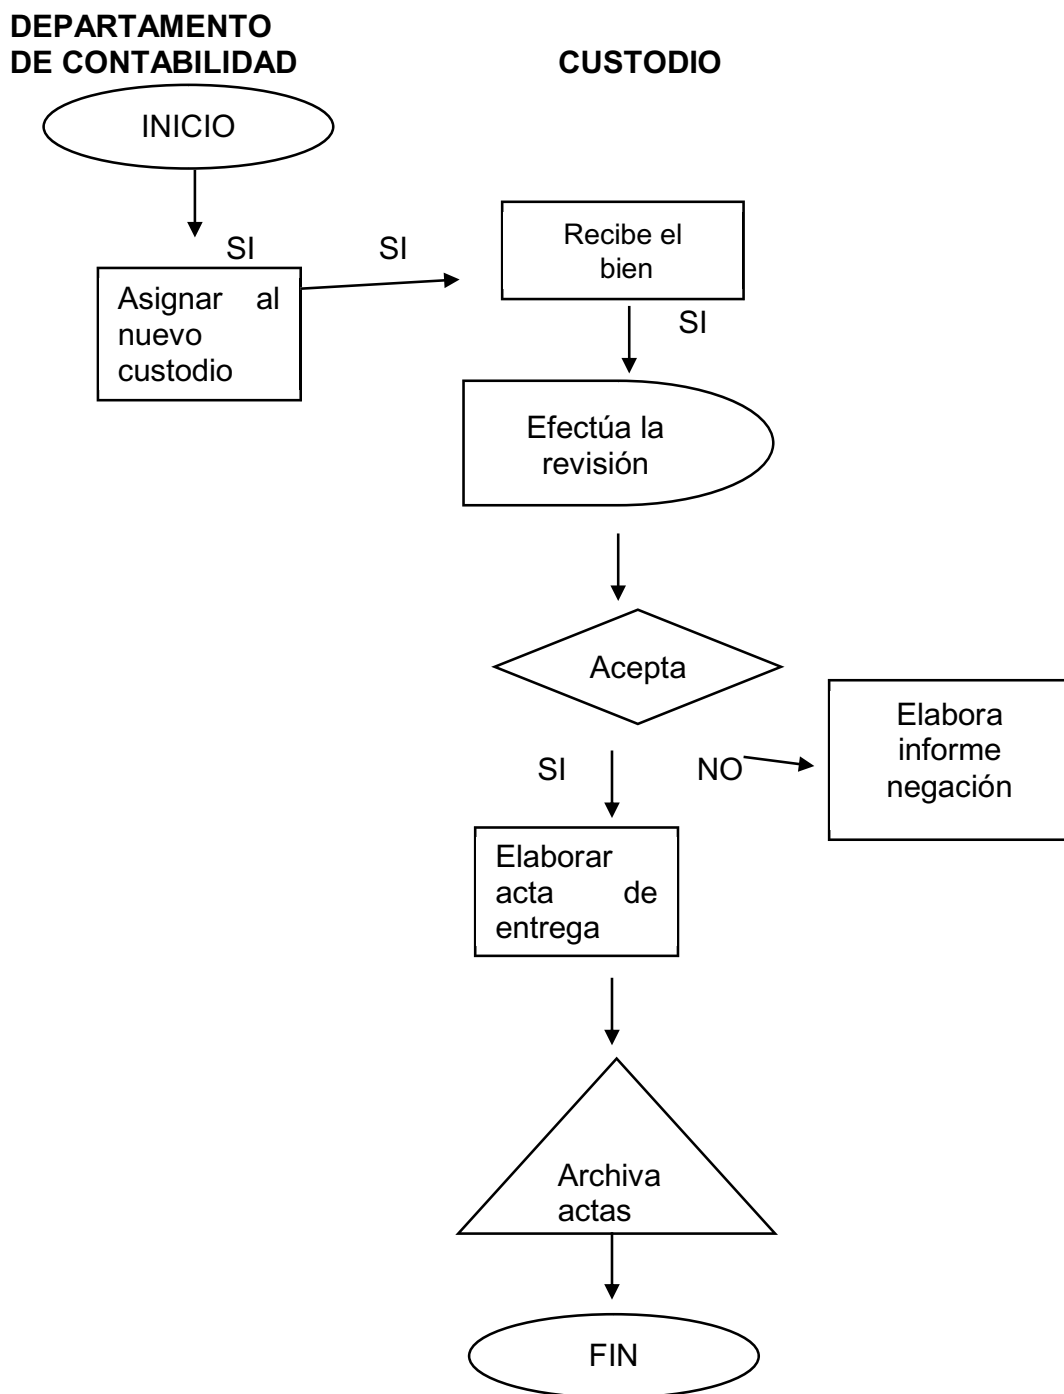 DEPARTAMENTO
DE CONTABILIDAD
CUSTODIO
INICIO
SI
SI
Asignar al
nuevo
custodio
Recibe el
bien
SI
Efectúa la
revisión
Acepta
SI
NO
Elabora
informe
negación
Elaborar
acta de
entrega
Archiva
actas
FIN